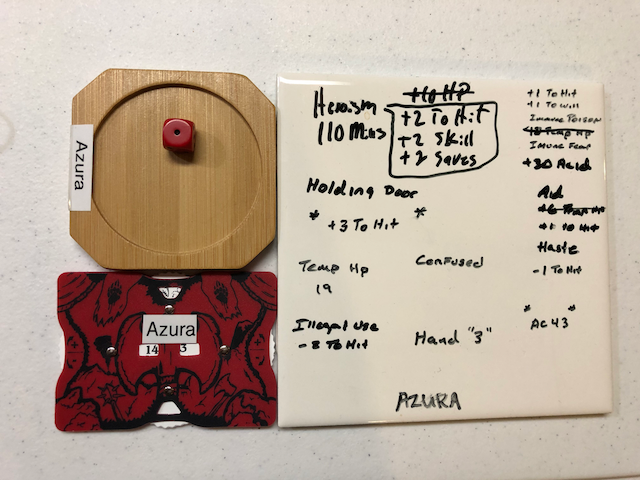 Azura
Azura
14 3
Heroism
110 Mins
+10 HP
+2 To Hit
+2 Skill
+2 Saves
Holding Door
* +3 To Hit *
Temp Hp
19
Confused
Illegal Use
-8 To Hit
Hand "3"
AZURA
+1 To Hit
+1 To Will
Immune Poison
Temp Hp
Imune Fear
+30 Acid
Aid
+1 to Hit
Haste
-1 To Hit
* *
AC 43